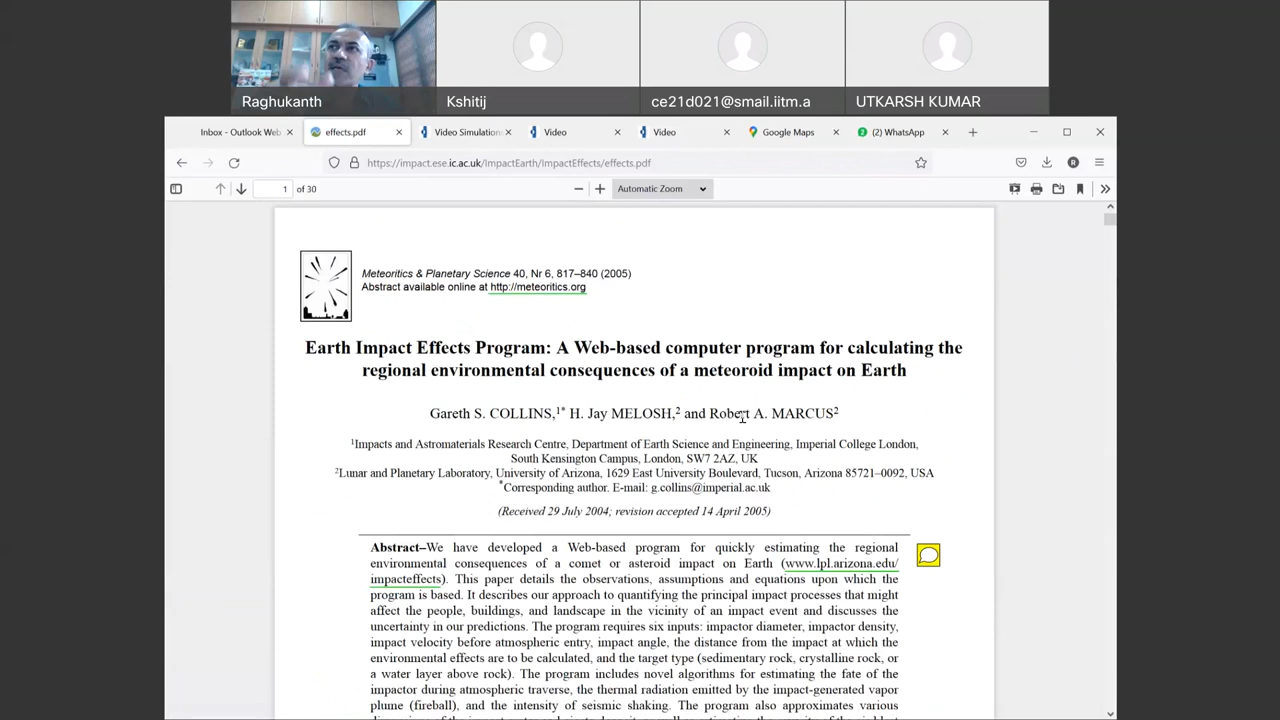 Raghukanth
Kshitij
ce21d021@smail.iitm.a
UTKARSH KUMAR
Inbox - Outlook Web
effects.pdf
Video Simulation
Video
Video
Google Maps
(2) WhatsApp
https://impact.ese.ic.ac.uk/ImpactEarth/ImpactEffects/effects.pdf
1 of 30
Automatic Zoom
Meteoritics & Planetary Science 40, Nr 6, 817–840 (2005)
Abstract available online at http://meteoritics.org
Earth Impact Effects Program: A Web-based computer program for calculating the
regional environmental consequences of a meteoroid impact on Earth
Gareth S. COLLINS,1* H. Jay MELOSH,2 and Robert A. MARCUS2
1Impacts and Astromaterials Research Centre, Department of Earth Science and Engineering, Imperial College London,
South Kensington Campus, London, SW7 2AZ, UK
2Lunar and Planetary Laboratory, University of Arizona, 1629 East University Boulevard, Tucson, Arizona 85721–0092, USA
*Corresponding author. E-mail: g.collins@imperial.ac.uk
(Received 29 July 2004; revision accepted 14 April 2005)
Abstract–We have developed a Web-based program for quickly estimating the regional
environmental consequences of a comet or asteroid impact on Earth (www.lpl.arizona.edu/
impacteffects). This paper details the observations, assumptions and equations upon which the
program is based. It describes our approach to quantifying the principal impact processes that might
affect the people, buildings, and landscape in the vicinity of an impact event and discusses the
uncertainty in our predictions. The program requires six inputs: impactor diameter, impactor density,
impact velocity before atmospheric entry, impact angle, the distance from the impact at which the
environmental effects are to be calculated, and the target type (sedimentary rock, crystalline rock, or
a water layer above rock). The program includes novel algorithms for estimating the fate of the
impactor during atmospheric traverse, the thermal radiation emitted by the impact-generated vapor
plume (fireball), and the intensity of seismic shaking. The program also approximates various